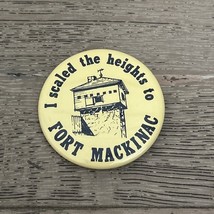 I scaled the heights to
FORT MACKINAC